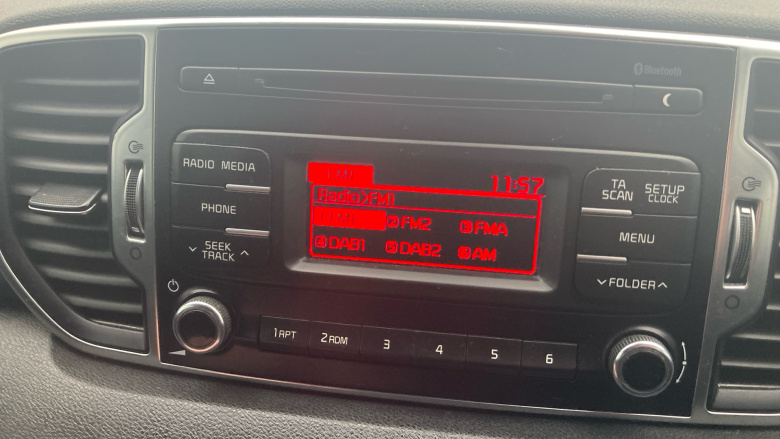 Bluetooth
RADIO MEDIA
PHONE
SEEK
TRACK
FM1
11:57
Radio>FM1
2 FM2 3 FMA
4 DAB1 5 DAB2 6 AM
TA
SCAN
SETUP
CLOCK
MENU
FOLDER
1 RPT 2 RDM 3 4 5 6